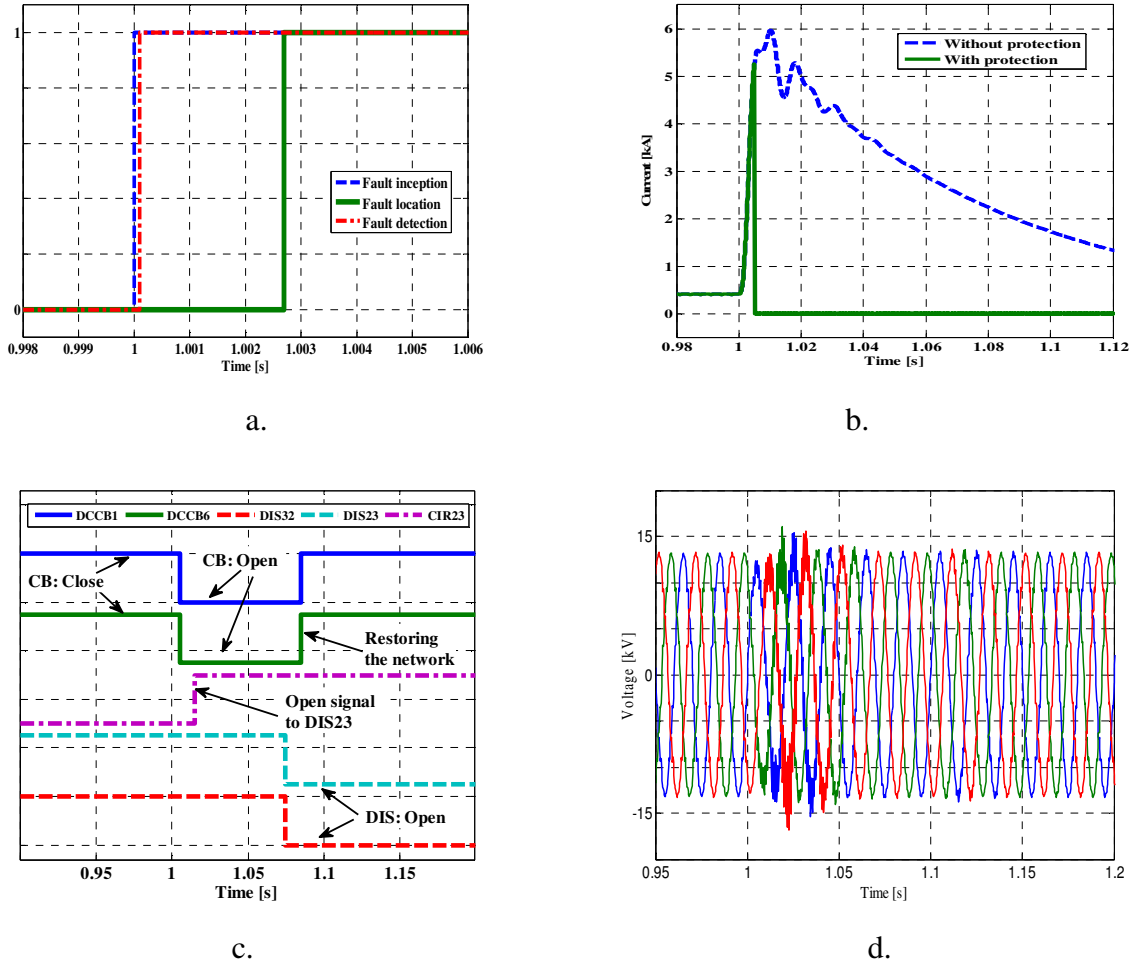 1
0
0.998
0.999
1
1.001
1.002
1.003
1.004
1.005
1.006
Time [s]
Fault inception
Fault location
Fault detection
a.
6
5
4
3
2
1
0
Current [kA]
0.98
1
1.02
1.04
1.06
1.08
1.1
1.12
Time [s]
Without protection
With protection
b.
DCCB1
DCCB6
DIS32
DIS23
CIR23
CB: Close
CB: Open
Restoring
the network
Open signal
to DIS23
DIS: Open
0.95
1
1.05
1.1
1.15
Time [s]
c.
15
0
-15
Voltage [kV]
0.95
1
1.05
1.1
1.15
1.2
Time [s]
d.